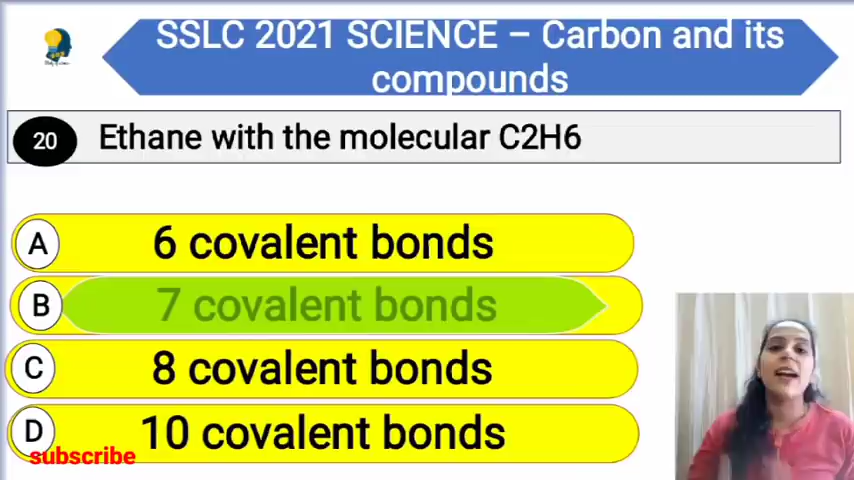 SSLC 2021 SCIENCE – Carbon and its
compounds
20 Ethane with the molecular C2H6
A 6 covalent bonds
B 7 covalent bonds
C 8 covalent bonds
D 10 covalent bonds
subscribe